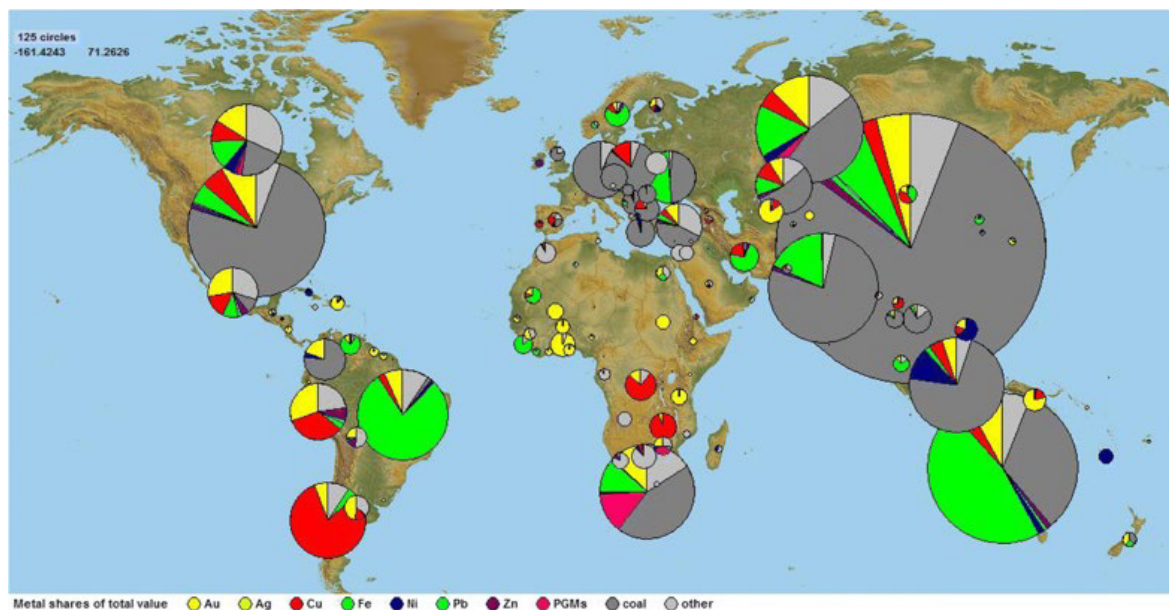 125 circles
-161.4243 71.2626
Metal shares of total value Au Ag Cu Fe Ni Pb Zn PGMs coal other